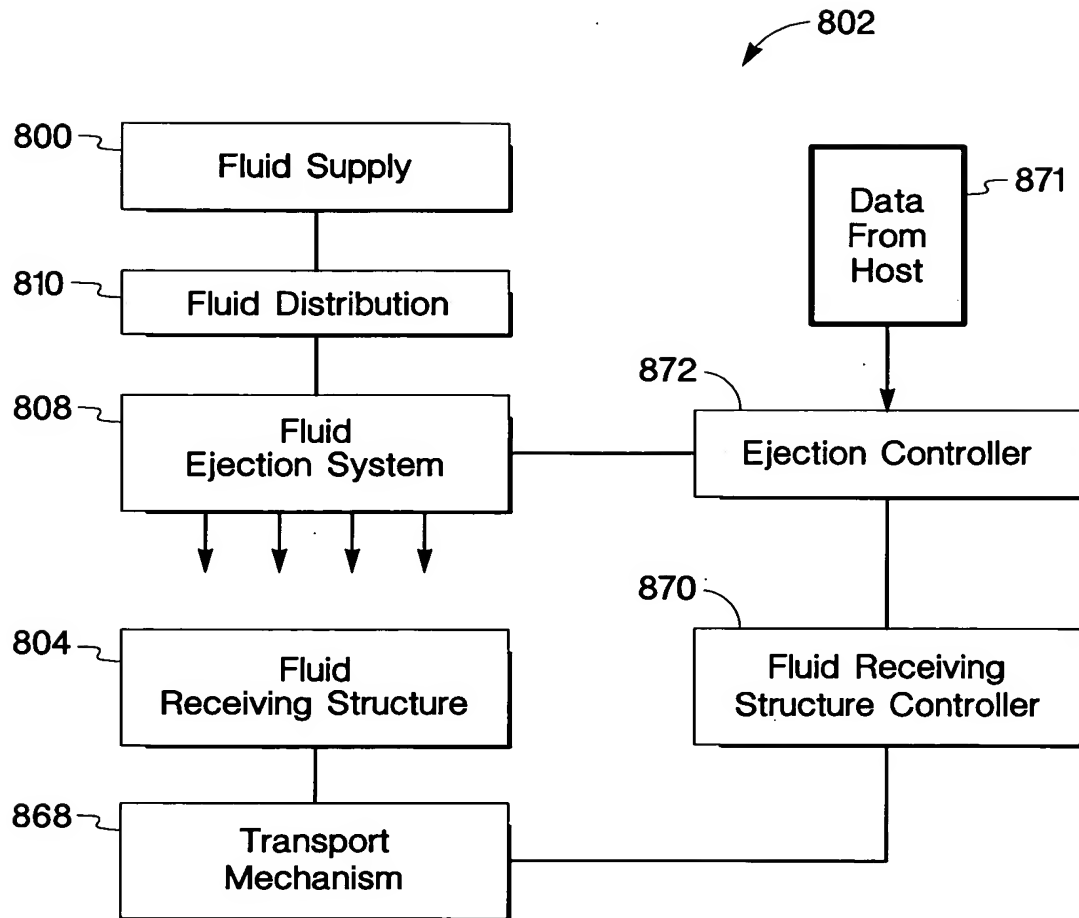 802
800
Fluid Supply
871
Data
From
Host
810
Fluid Distribution
872
808
Fluid
Ejection System
Ejection Controller
870
804
Fluid
Receiving Structure
Fluid Receiving
Structure Controller
868
Transport
Mechanism